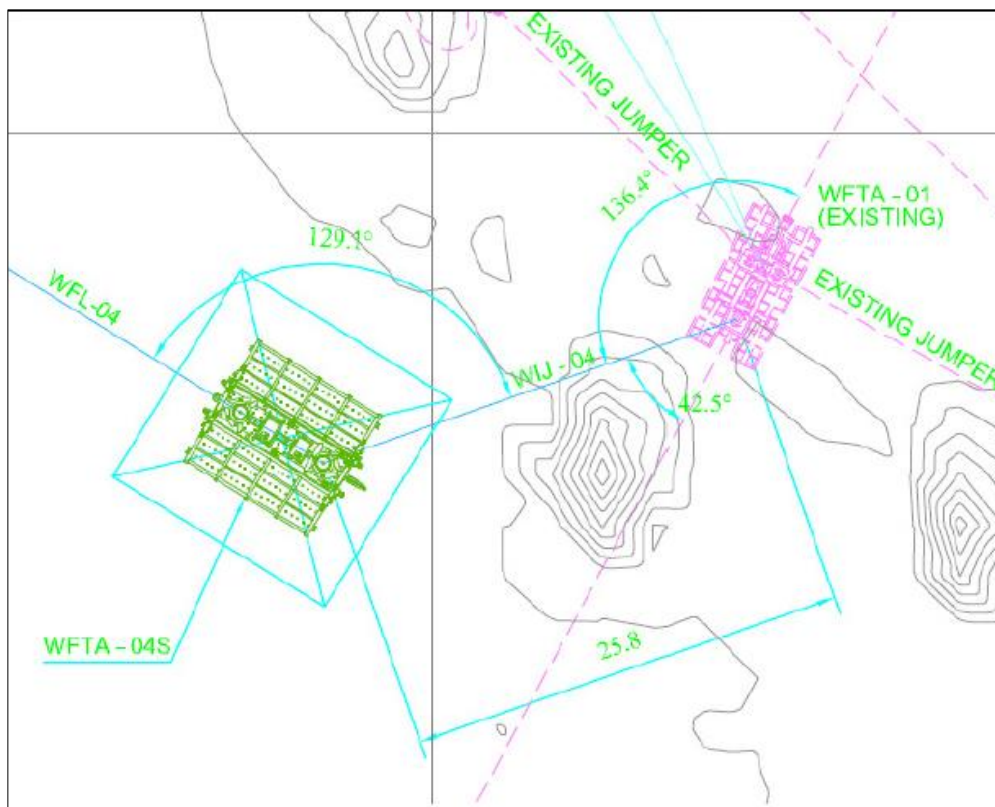 EXISTING JUMPER
136.4°
WFTA - 01
(EXISTING)
129.1°
WFL-04
EXISTING JUMPER
WIJ - 04
42.5°
WFTA - 04S
25.8